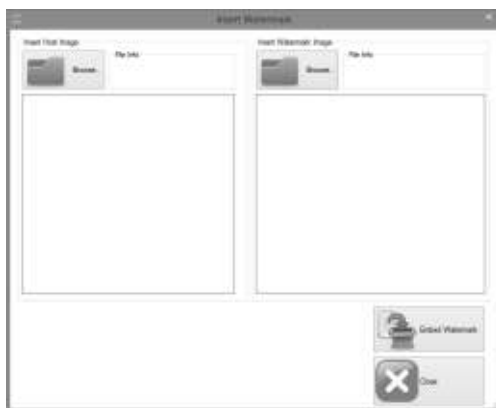 Insert Watermark
Insert Host Image
File Info
Browse
Insert Watermark Image
File Info
Browse
Embed Watermark
Close